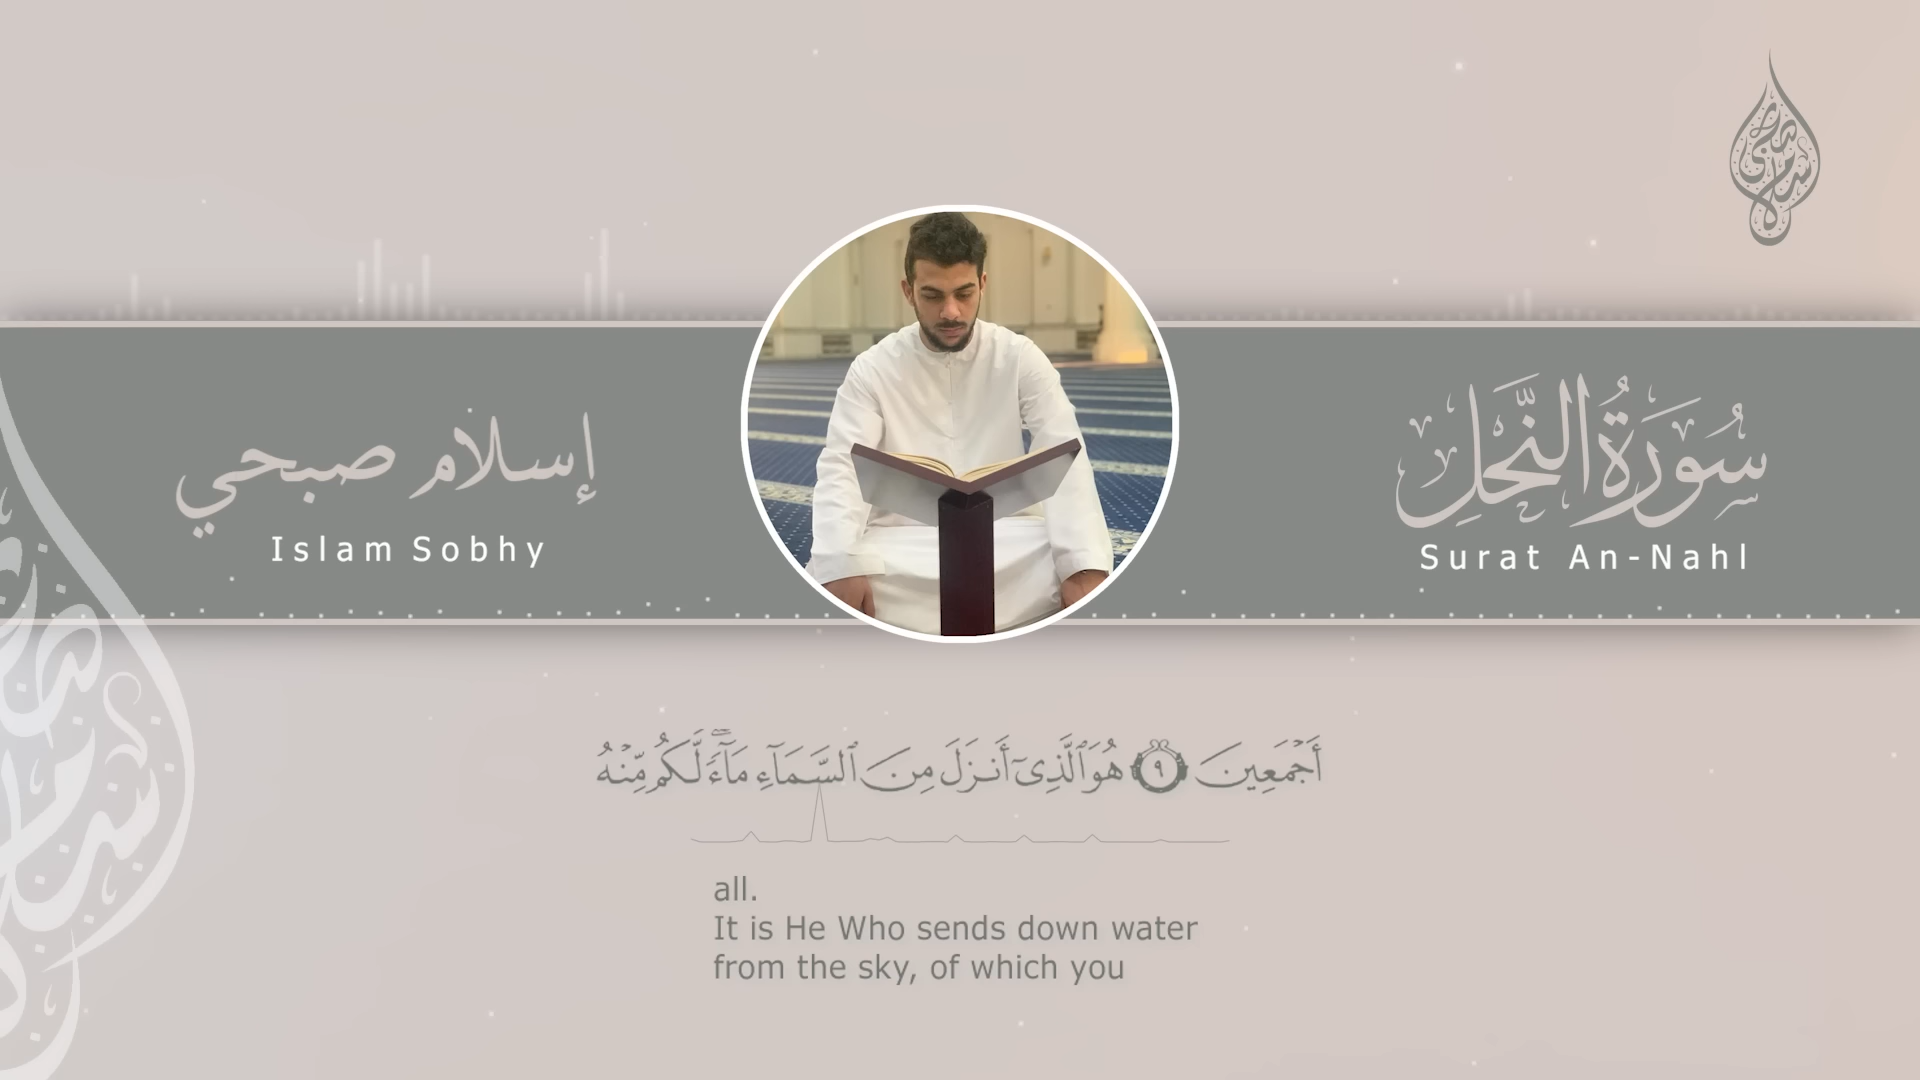 إسلام صبحي
Islam Sobhy
سُورَةُ النَّحْلِ
Surat An-Nahl
أَجْمَعِينَ ٩ هُوَ ٱلَّذِىٓ أَنزَلَ مِنَ ٱلسَّمَآءِ مَآءًۭ ۖ لَّكُم مِّنْهُ
all.
It is He Who sends down water
from the sky, of which you